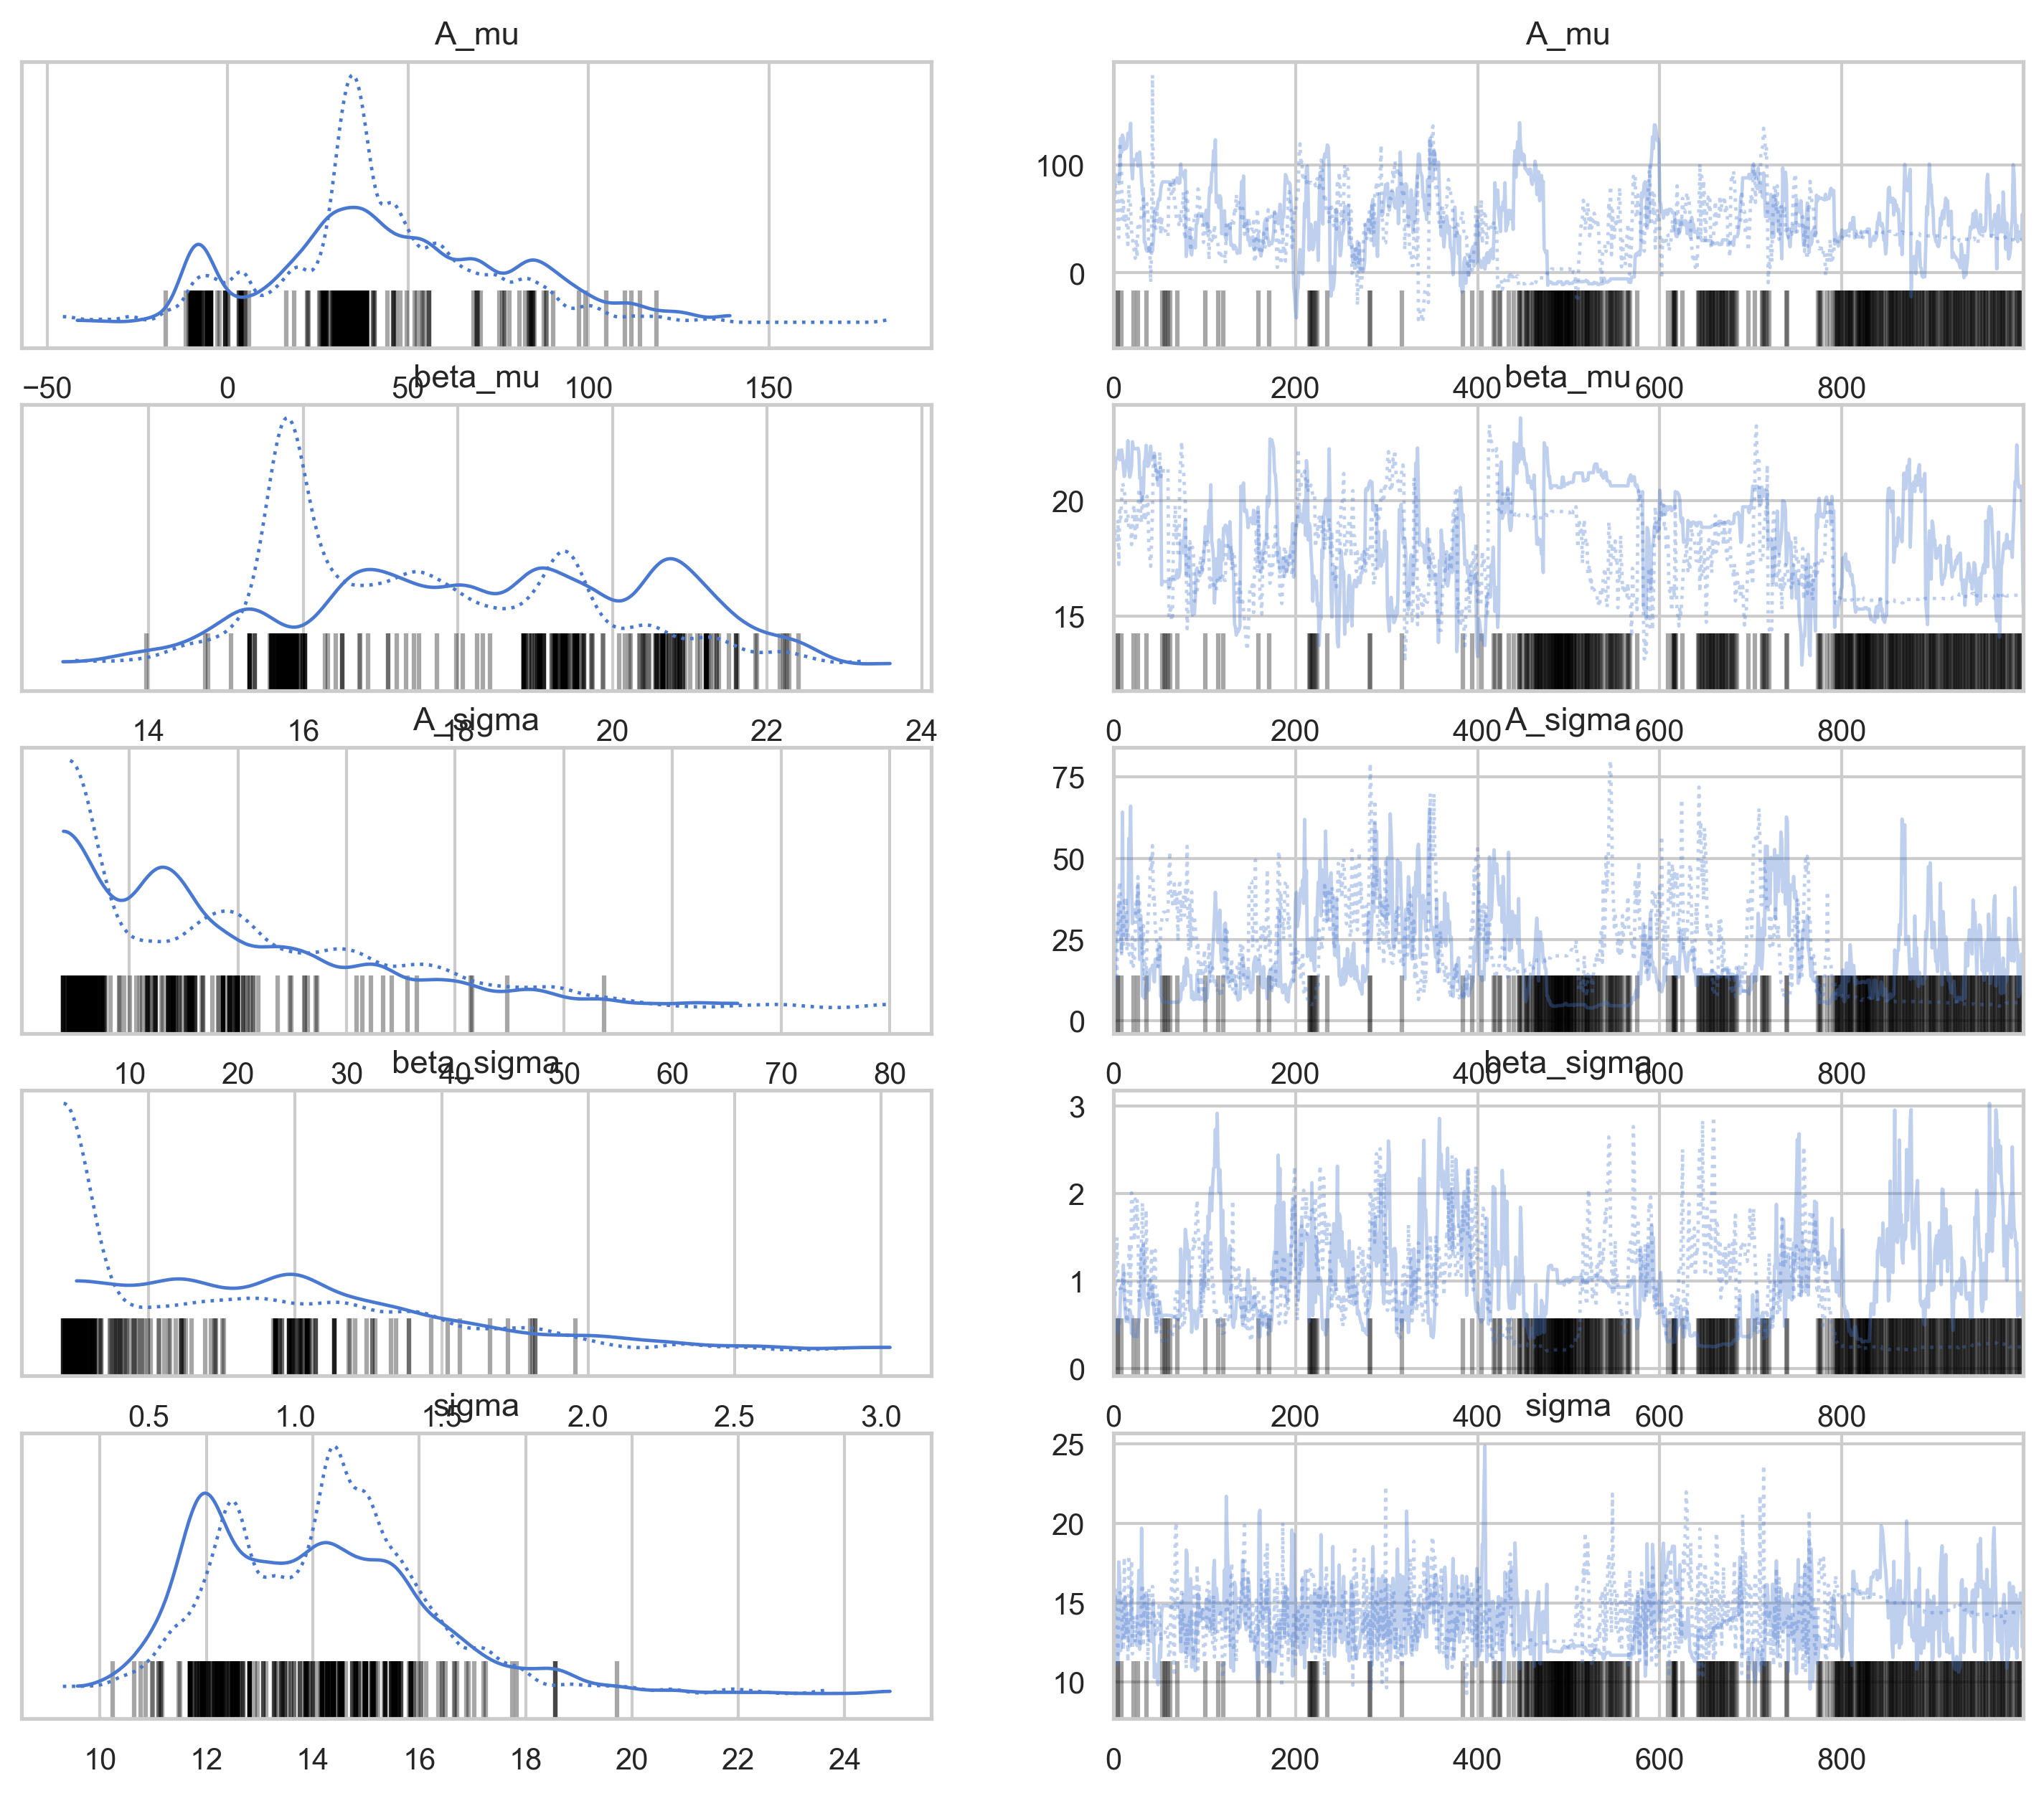 A_mu A_mu
100
0
−50 0 50 100 150 0 200 400 600 800
beta_mu beta_mu
20
15
14 16 18 20 22 24 0 200 400 600 800
A_sigma A_sigma
75
50
25
0
10 20 30 40 50 60 70 80 0 200 400 600 800
beta_sigma beta_sigma
3
2
1
0
0.5 1.0 1.5 2.0 2.5 3.0 0 200 400 600 800
sigma sigma
25
20
15
10
10 12 14 16 18 20 22 24 0 200 400 600 800